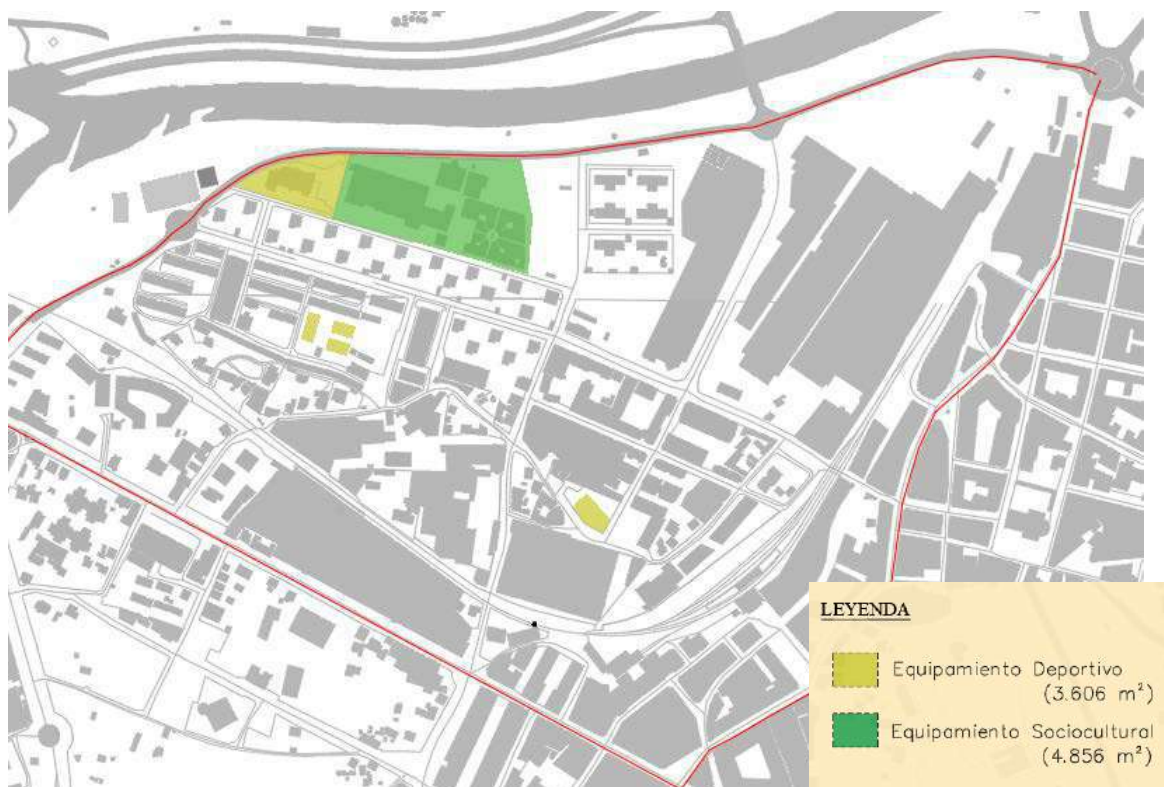 LEYENDA
Equipamiento Deportivo
(3.606 m²)
Equipamiento Sociocultural
(4.856 m²)